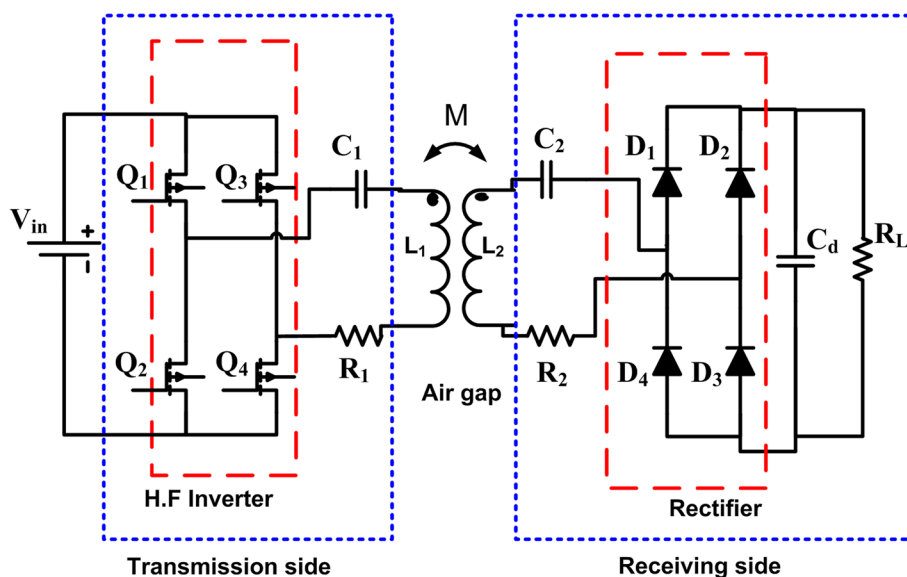 M
C1
C2
D1
D2
Q1
Q3
Vin
+
L1
L2
Cd
RL
Q2
Q4
R1
R2
D4
D3
Air gap
H.F Inverter
Rectifier
Transmission side
Receiving side